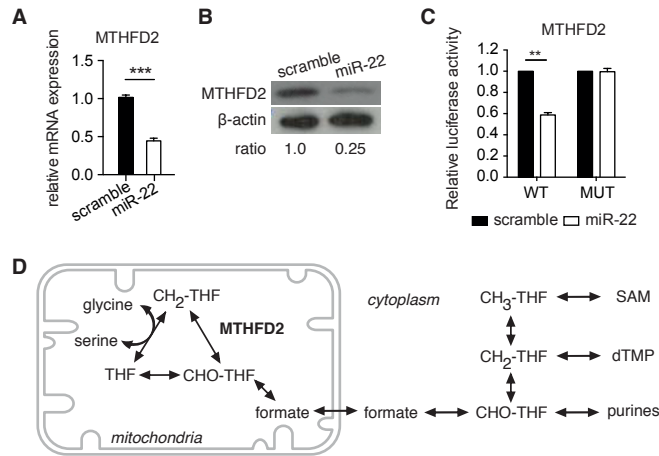 A
MTHFD2
relative mRNA expression
1.5
1.0
0.5
0.0
***
scramble
miR-22
B
scramble miR-22
MTHFD2
β-actin
ratio 1.0 0.25
C
MTHFD2
Relative luciferase activity
1.2
1.0
0.8
0.6
0.4
0.2
0.0
**
WT MUT
scramble miR-22
D
glycine
serine
CH2-THF
MTHFD2
THF
CHO-THF
formate
mitochondria
cytoplasm
formate
CH3-THF SAM
CH2-THF dTMP
CHO-THF purines